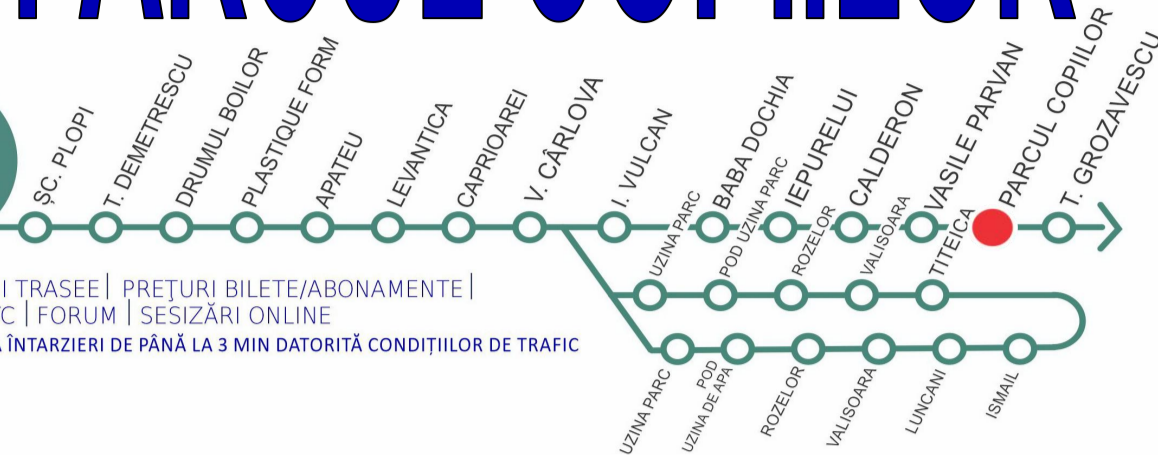 PARCUL COPIILOR
ȘC. PLOPI
T. DEMETRESCU
DRUMUL BOILOR
PLASTIQUE FORM
APATEU
LEVANTICA
CAPRIOAREI
V. CÂRLOVA
I. VULCAN
BABA DOCHIA
IEPURELUI
CALDERON
VASILE PARVAN
PARCUL COPIILOR
T. GROZAVESCU
UZINA PARC
POD UZINA PARC
ROZELOR
VALISOARA
TITEICA
I TRASEE| PREŢURI BILETE/ABONAMENTE|
C | FORUM | SESIZĂRI ONLINE
ÎNTARZIERI DE PÂNĂ LA 3 MIN DATORITĂ CONDIȚIILOR DE TRAFIC
UZINA PARC
POD
UZINA DE APA
ROZELOR
VALISOARA
LUNCANI
ISMAIL